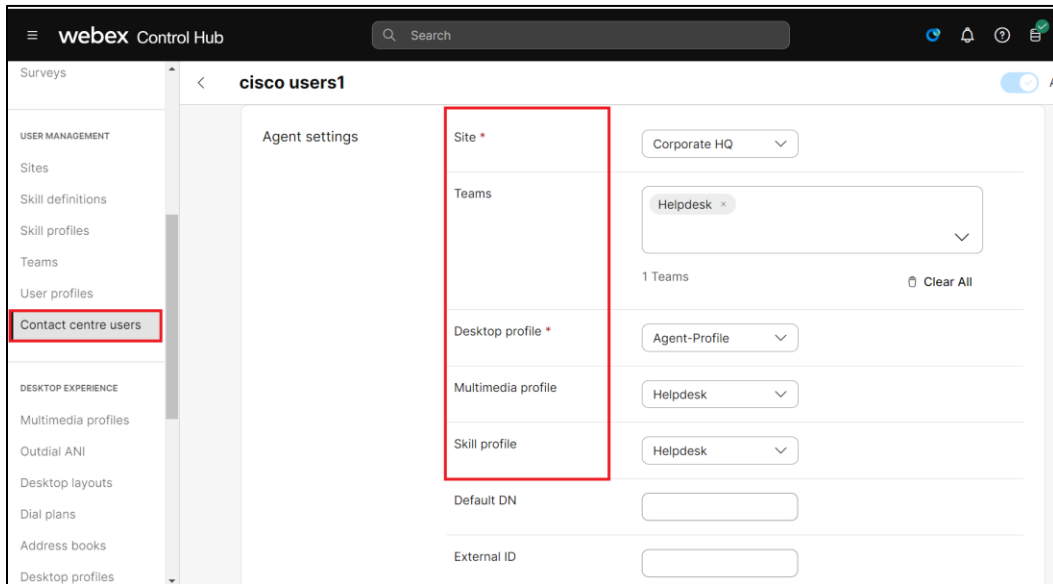 webex Control Hub
Search
Surveys
USER MANAGEMENT
Sites
Skill definitions
Skill profiles
Teams
User profiles
Contact centre users
DESKTOP EXPERIENCE
Multimedia profiles
Outdial ANI
Desktop layouts
Dial plans
Address books
Desktop profiles
cisco users1
A
Agent settings
Site *
Corporate HQ
Teams
Helpdesk ×
1 Teams
Clear All
Desktop profile *
Agent-Profile
Multimedia profile
Helpdesk
Skill profile
Helpdesk
Default DN
External ID